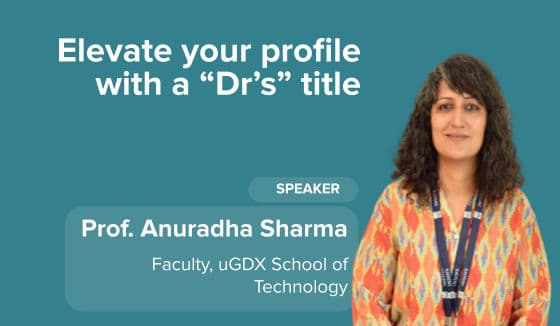 Elevate your profile
with a “Dr’s” title
SPEAKER
Prof. Anuradha Sharma
Faculty, uGDX School of
Technology